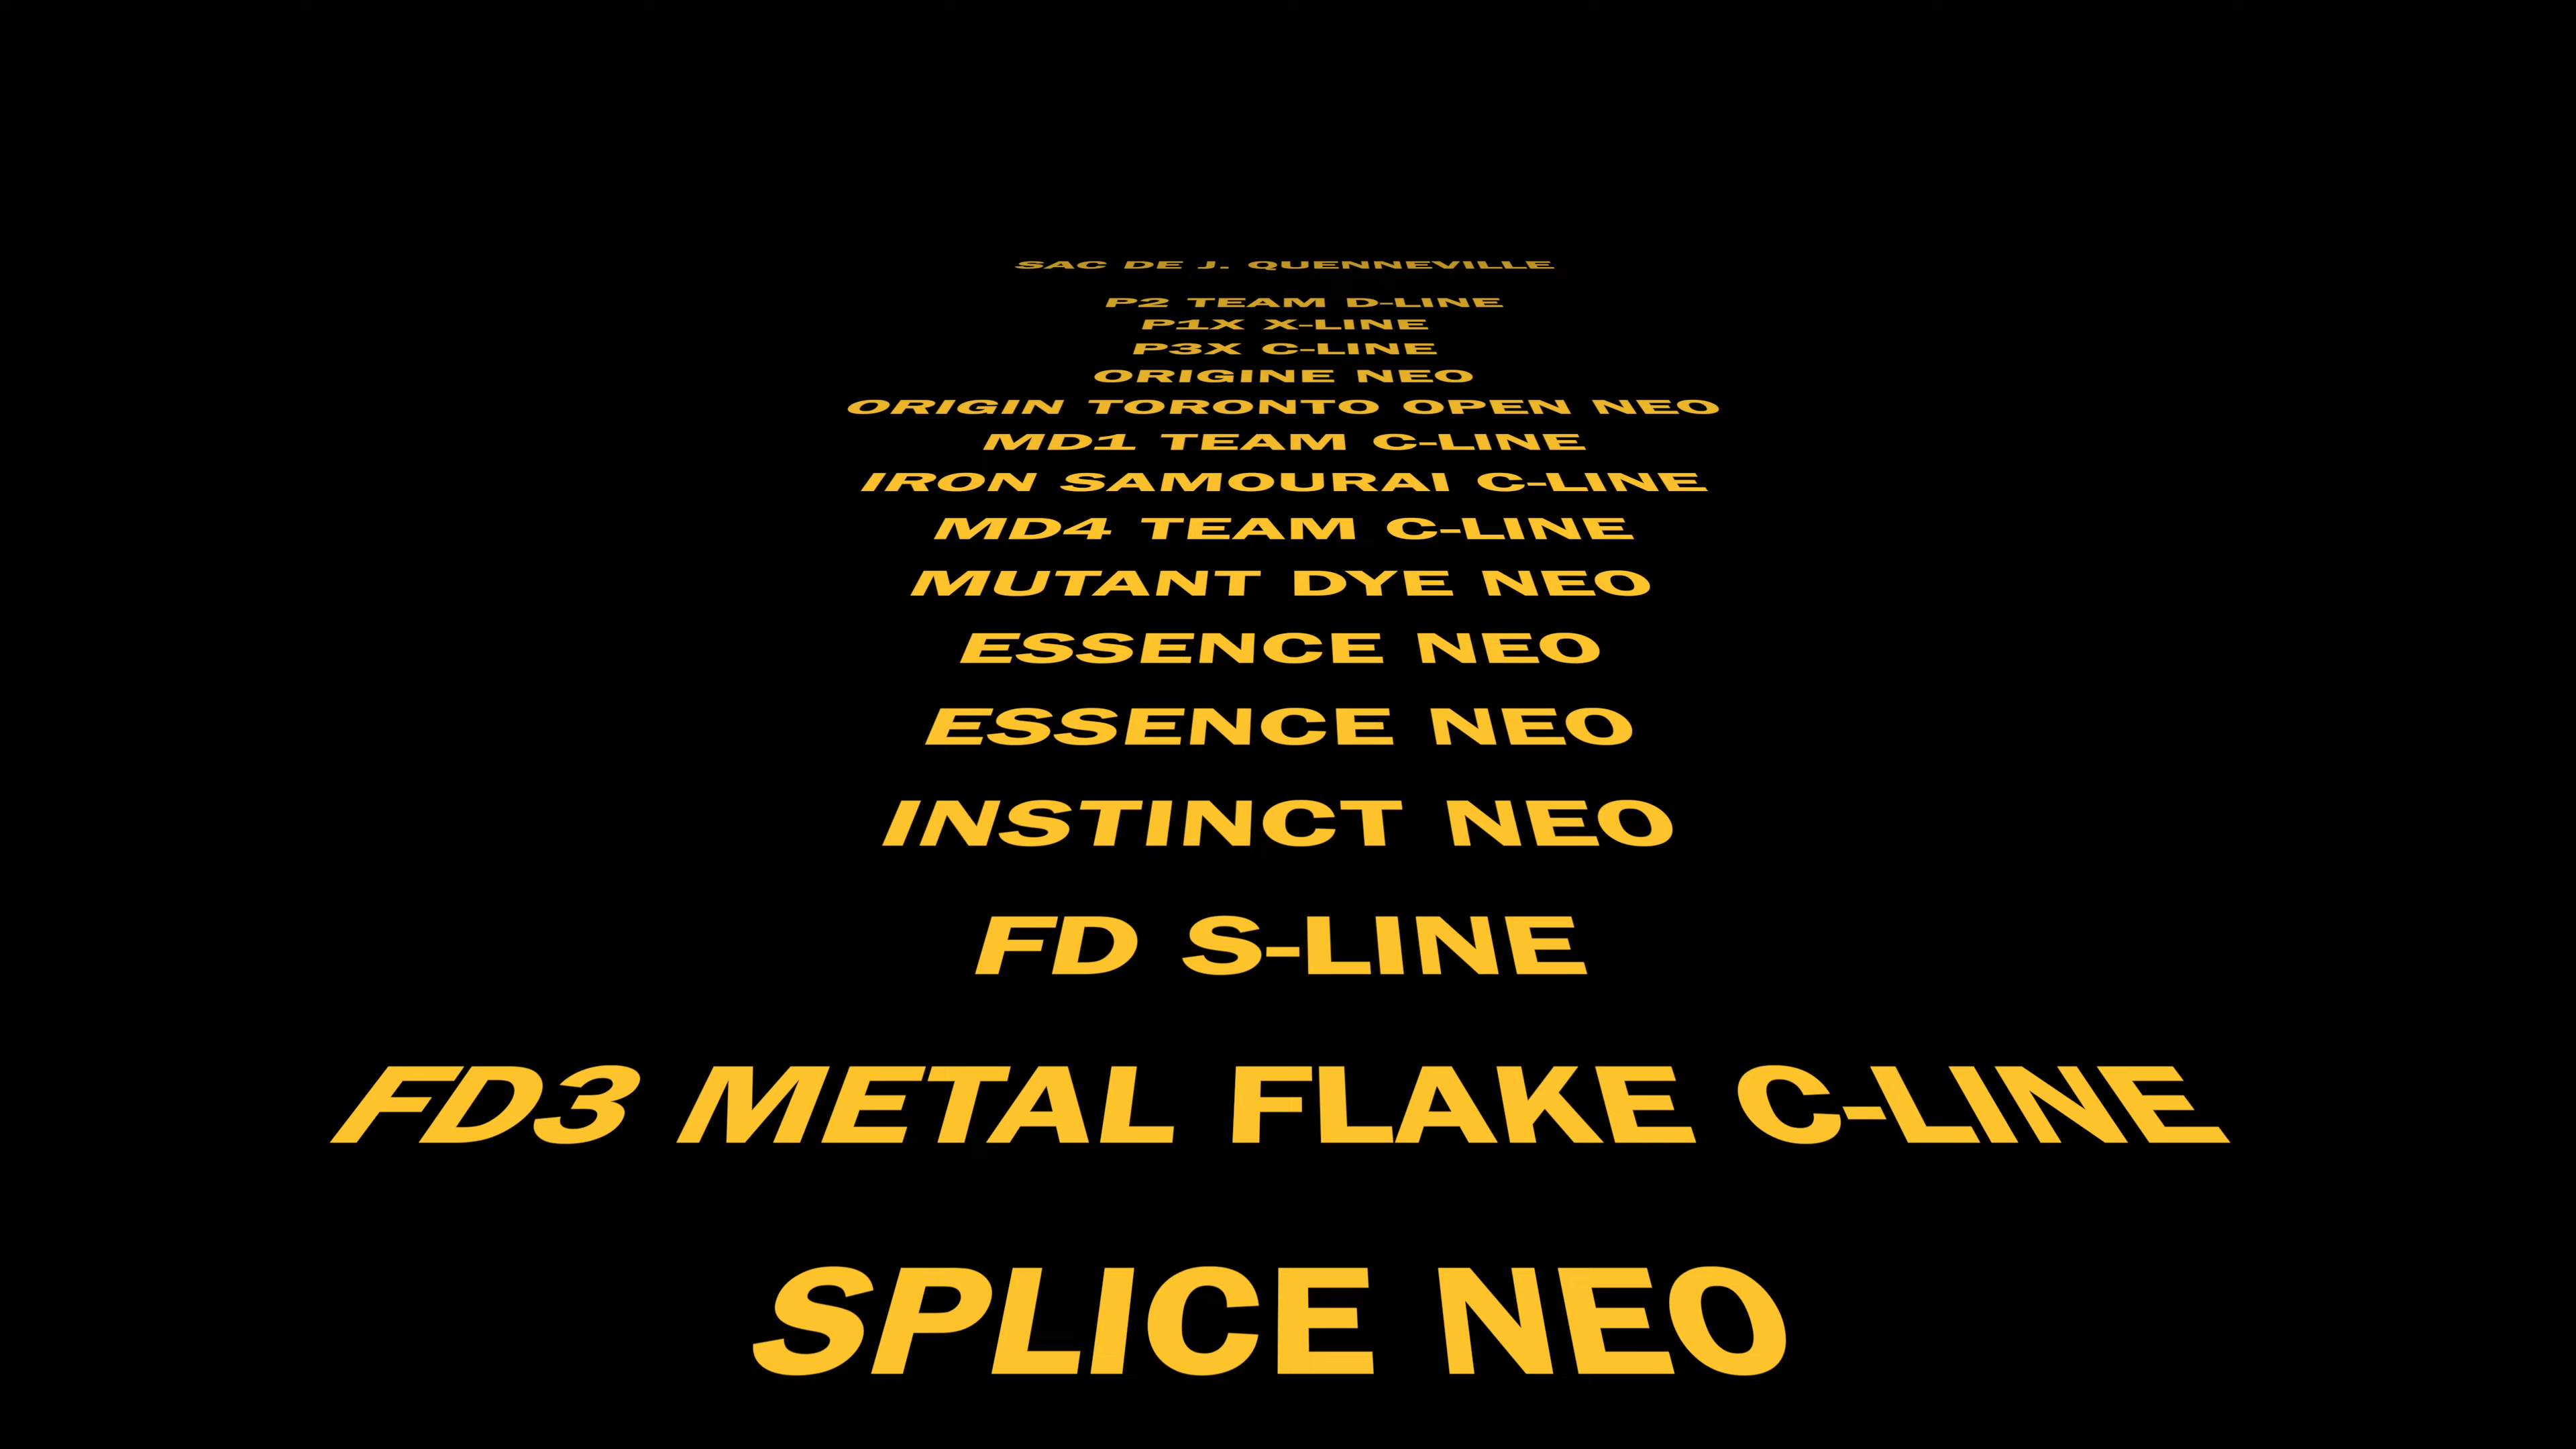 SAC DE J. QUENNEVILLE
P2 TEAM D-LINE
P1X X-LINE
P3X C-LINE
ORIGINE NEO
ORIGIN TORONTO OPEN NEO
MD1 TEAM C-LINE
IRON SAMOURAI C-LINE
MD4 TEAM C-LINE
MUTANT DYE NEO
ESSENCE NEO
ESSENCE NEO
INSTINCT NEO
FD S-LINE
FD3 METAL FLAKE C-LINE
SPLICE NEO